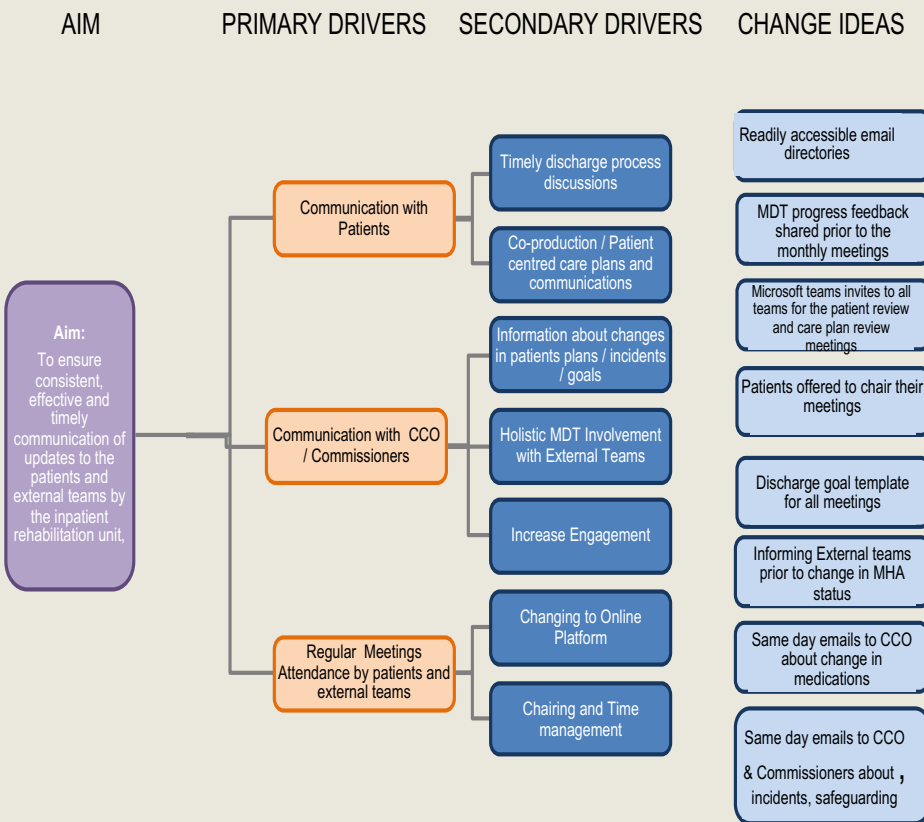 AIM
PRIMARY DRIVERS
SECONDARY DRIVERS
CHANGE IDEAS
Aim:
To ensure
consistent,
effective and
timely
communication of
updates to the
patients and
external teams by
the inpatient
rehabilitation unit,
Communication with
Patients
Communication with CCO
/ Commissioners
Regular Meetings
Attendance by patients and
external teams
Timely discharge process
discussions
Co-production / Patient
centred care plans and
communications
Information about changes
in patients plans / incidents
/ goals
Holistic MDT Involvement
with External Teams
Increase Engagement
Changing to Online
Platform
Chairing and Time
management
Readily accessible email
directories
MDT progress feedback
shared prior to the
monthly meetings
Microsoft teams invites to all
teams for the patient review
and care plan review
meetings
Patients offered to chair their
meetings
Discharge goal template
for all meetings
Informing External teams
prior to change in MHA
status
Same day emails to CCO
about change in
medications
Same day emails to CCO
& Commissioners about ,
incidents, safeguarding